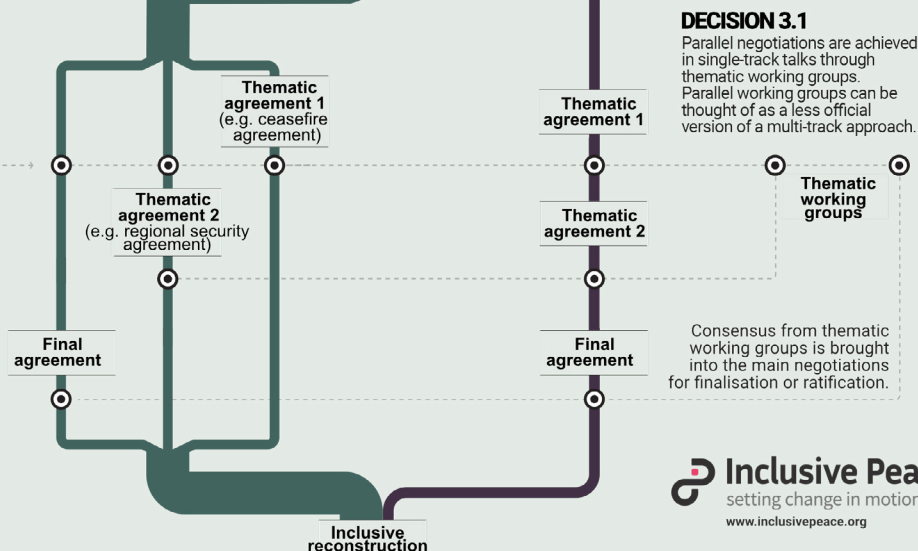 DECISION 3.1
Parallel negotiations are achieved
in single-track talks through
thematic working groups.
Parallel working groups can be
thought of as a less official
version of a multi-track approach.
Thematic
agreement 1
(e.g. ceasefire
agreement)
Thematic
agreement 1
Thematic
agreement 2
(e.g. regional security
agreement)
Thematic
agreement 2
Thematic
working
groups
Final
agreement
Final
agreement
Consensus from thematic
working groups is brought
into the main negotiations
for finalisation or ratification.
Inclusive Pea
setting change in motion
www.inclusivepeace.org
Inclusive
reconstruction